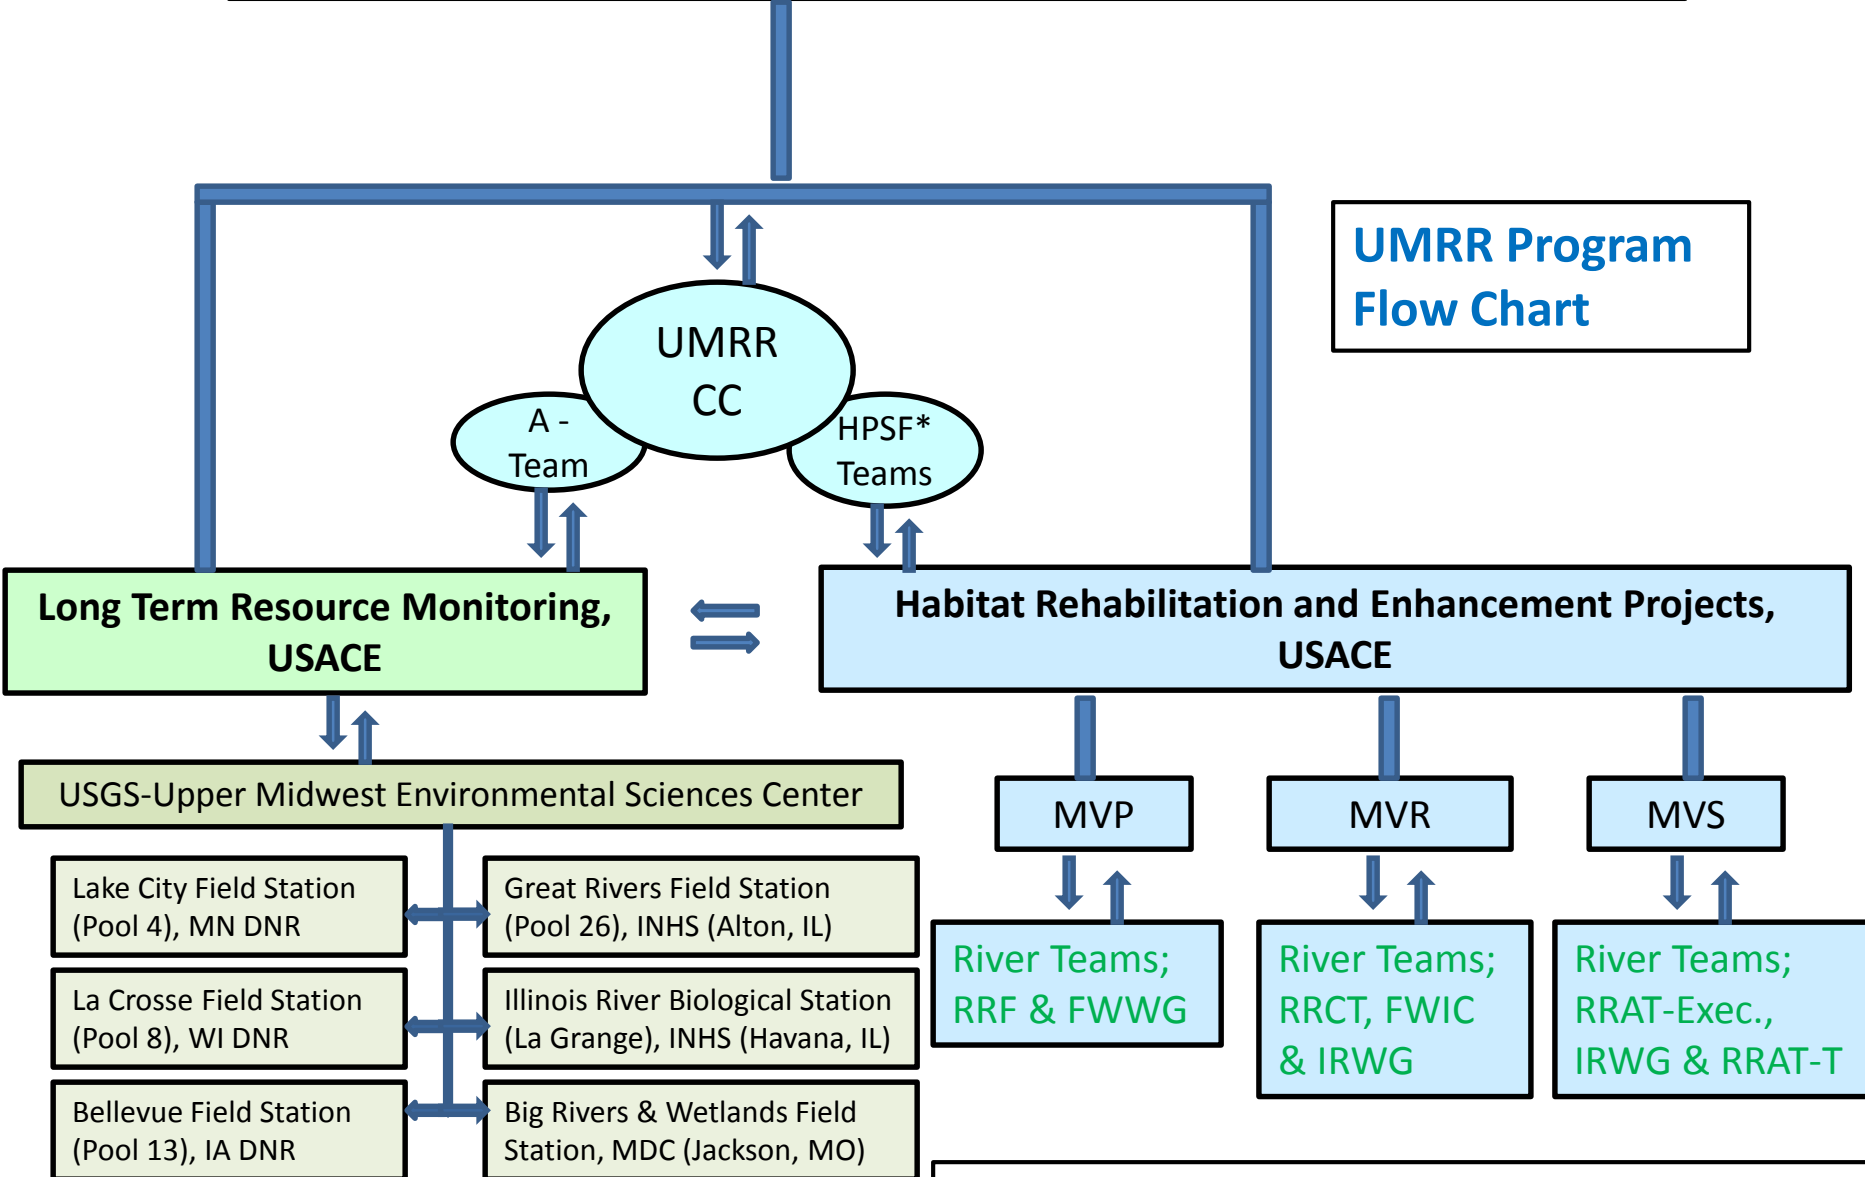 UMRR Program
Flow Chart
UMRR
CC
A -
Team
HPSF*
Teams
Long Term Resource Monitoring,
USACE
Habitat Rehabilitation and Enhancement Projects,
USACE
USGS-Upper Midwest Environmental Sciences Center
MVP
MVR
MVS
Lake City Field Station
(Pool 4), MN DNR
Great Rivers Field Station
(Pool 26), INHS (Alton, IL)
La Crosse Field Station
(Pool 8), WI DNR
Illinois River Biological Station
(La Grange), INHS (Havana, IL)
Bellevue Field Station
(Pool 13), IA DNR
Big Rivers & Wetlands Field
Station, MDC (Jackson, MO)
River Teams;
RRF & FWWG
River Teams;
RRCT, FWIC
& IRWG
River Teams;
RRAT-Exec.,
IRWG & RRAT-T